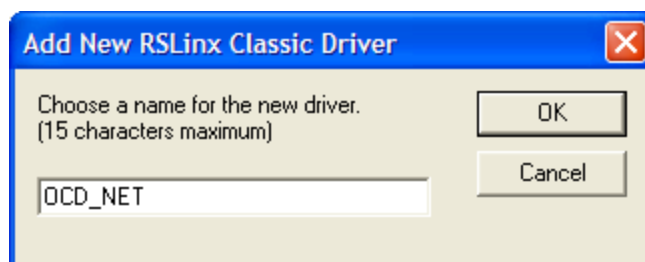 Add New RSLinx Classic Driver
Choose a name for the new driver.
(15 characters maximum)
OK
Cancel
OCD_NET